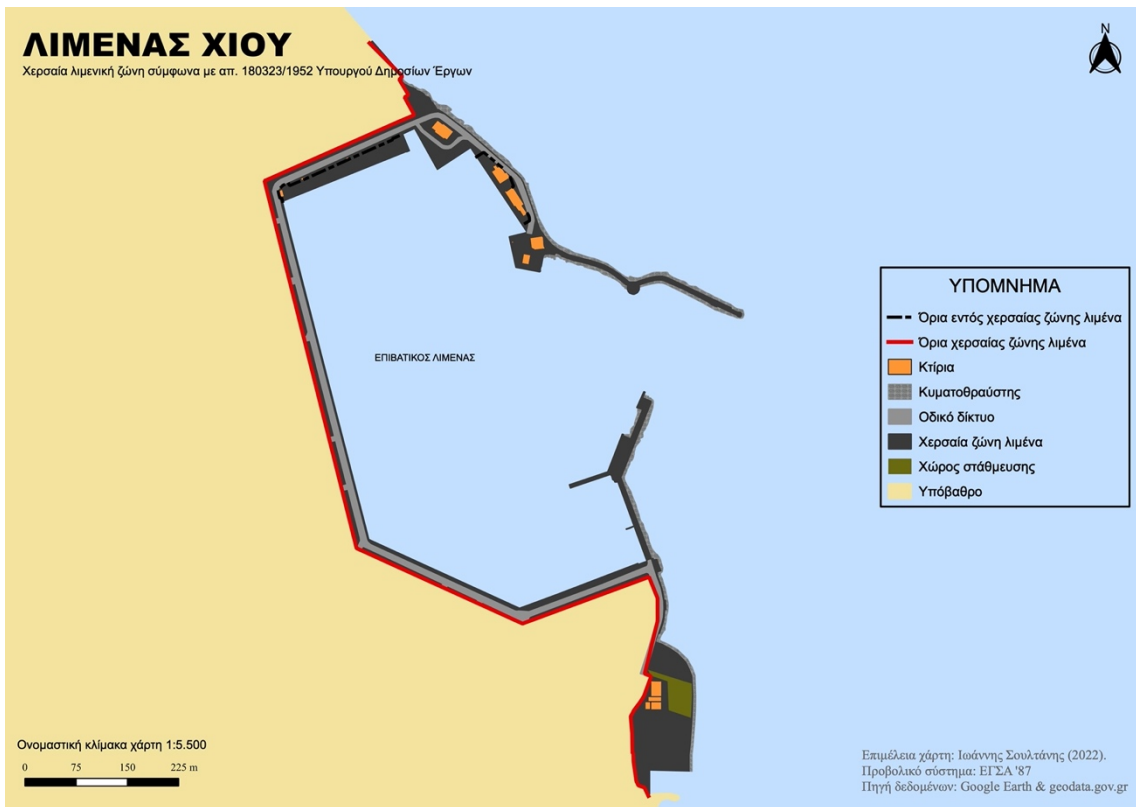 ΛΙΜΕΝΑΣ ΧΙΟΥ
Χερσαία λιμενική ζώνη σύμφωνα με απ. 180323/1952 Υπουργού Δημοσίων Έργων
N
ΥΠΟΜΝΗΜΑ
Όρια εντός χερσαίας ζώνης λιμένα
Όρια χερσαίας ζώνης λιμένα
Κτίρια
Κυματοθραύστης
Οδικό δίκτυο
Χερσαία ζώνη λιμένα
Χώρος στάθμευσης
Υπόβαθρο
ΕΠΙΒΑΤΙΚΟΣ ΛΙΜΕΝΑΣ
Ονομαστική κλίμακα χάρτη 1:5.500
0 75 150 225 m
Επιμέλεια χάρτη: Ιωάννης Σουλτάνης (2022).
Προβολικό σύστημα: ΕΓΣΑ '87
Πηγή δεδομένων: Google Earth & geodata.gov.gr